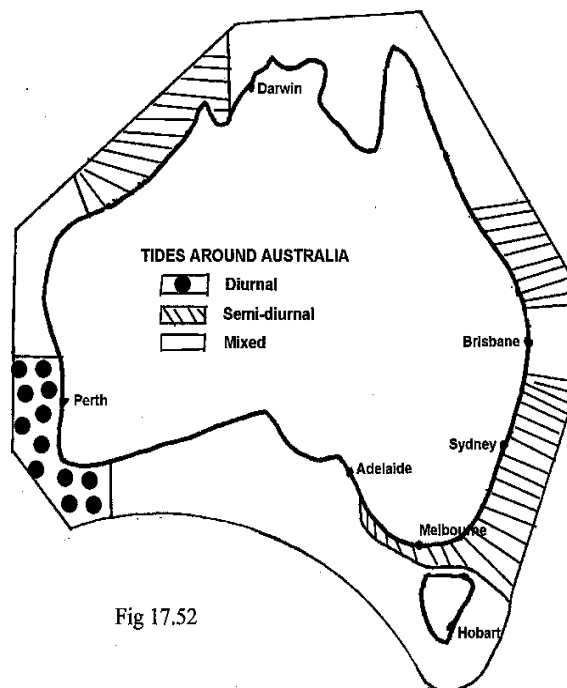 Darwin
TIDES AROUND AUSTRALIA
Diurnal
Semi-diurnal
Mixed
Brisbane
Perth
Sydney
Adelaide
Melbourne
Fig 17.52
Hobart